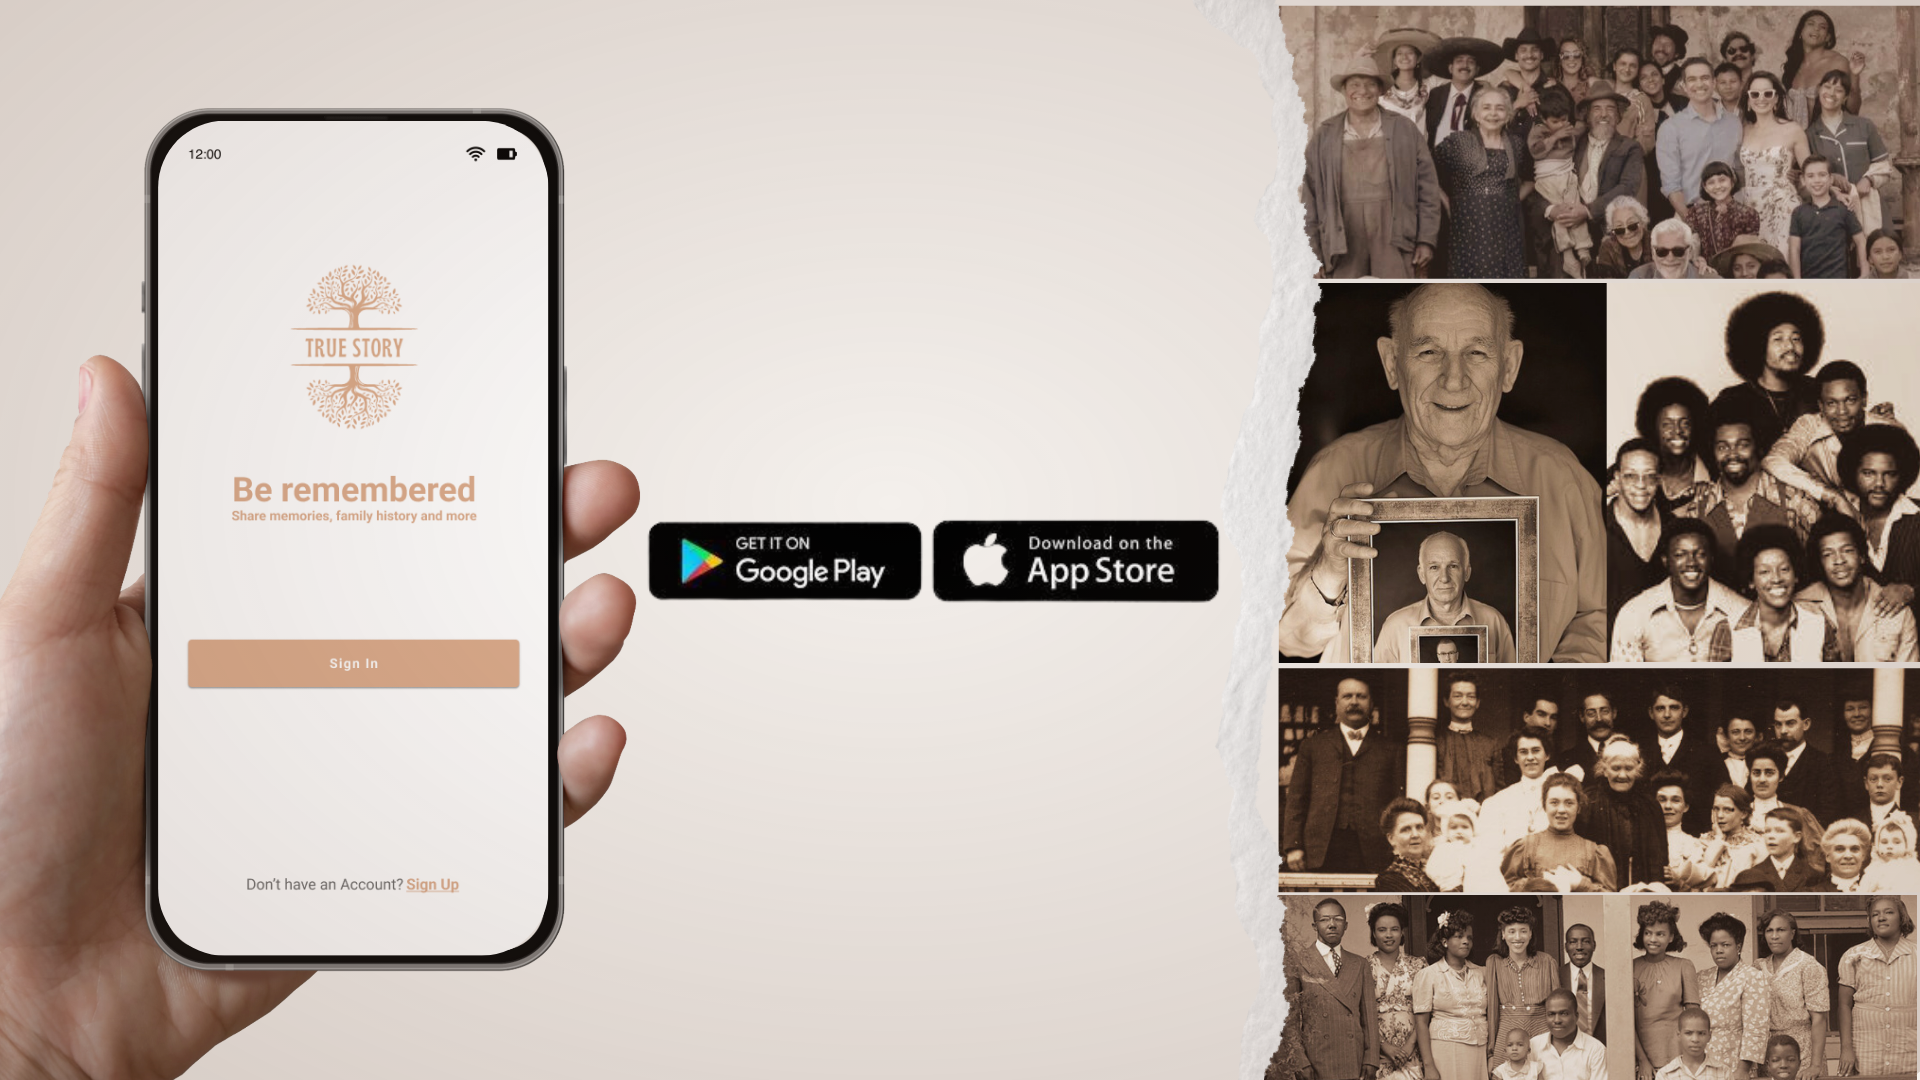 12:00
TRUE STORY
Be remembered
Share memories, family history and more
Sign In
Don't have an Account? Sign Up
GET IT ON
Google Play
Download on the
App Store